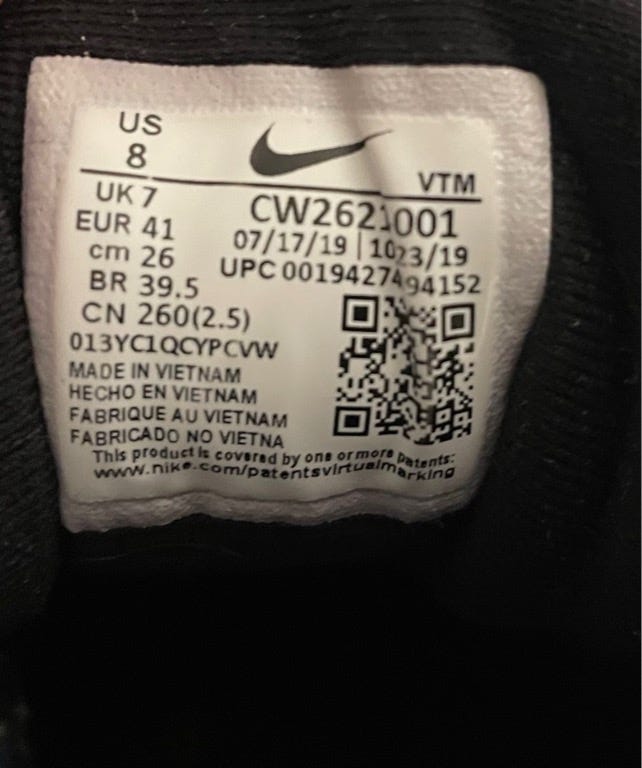 US
8
VTM
UK 7
CW2621001
EUR 41
07/17/19 | 10/23/19
cm 26
UPC 0019427494152
BR 39.5
CN 260(2.5)
013YC1QCYPCVW
MADE IN VIETNAM
HECHO EN VIETNAM
FABRIQUE AU VIETNAM
FABRICADO NO VIETNA
This product is covered by one or more patents:
www.nike.com/patentsvirtualmarking